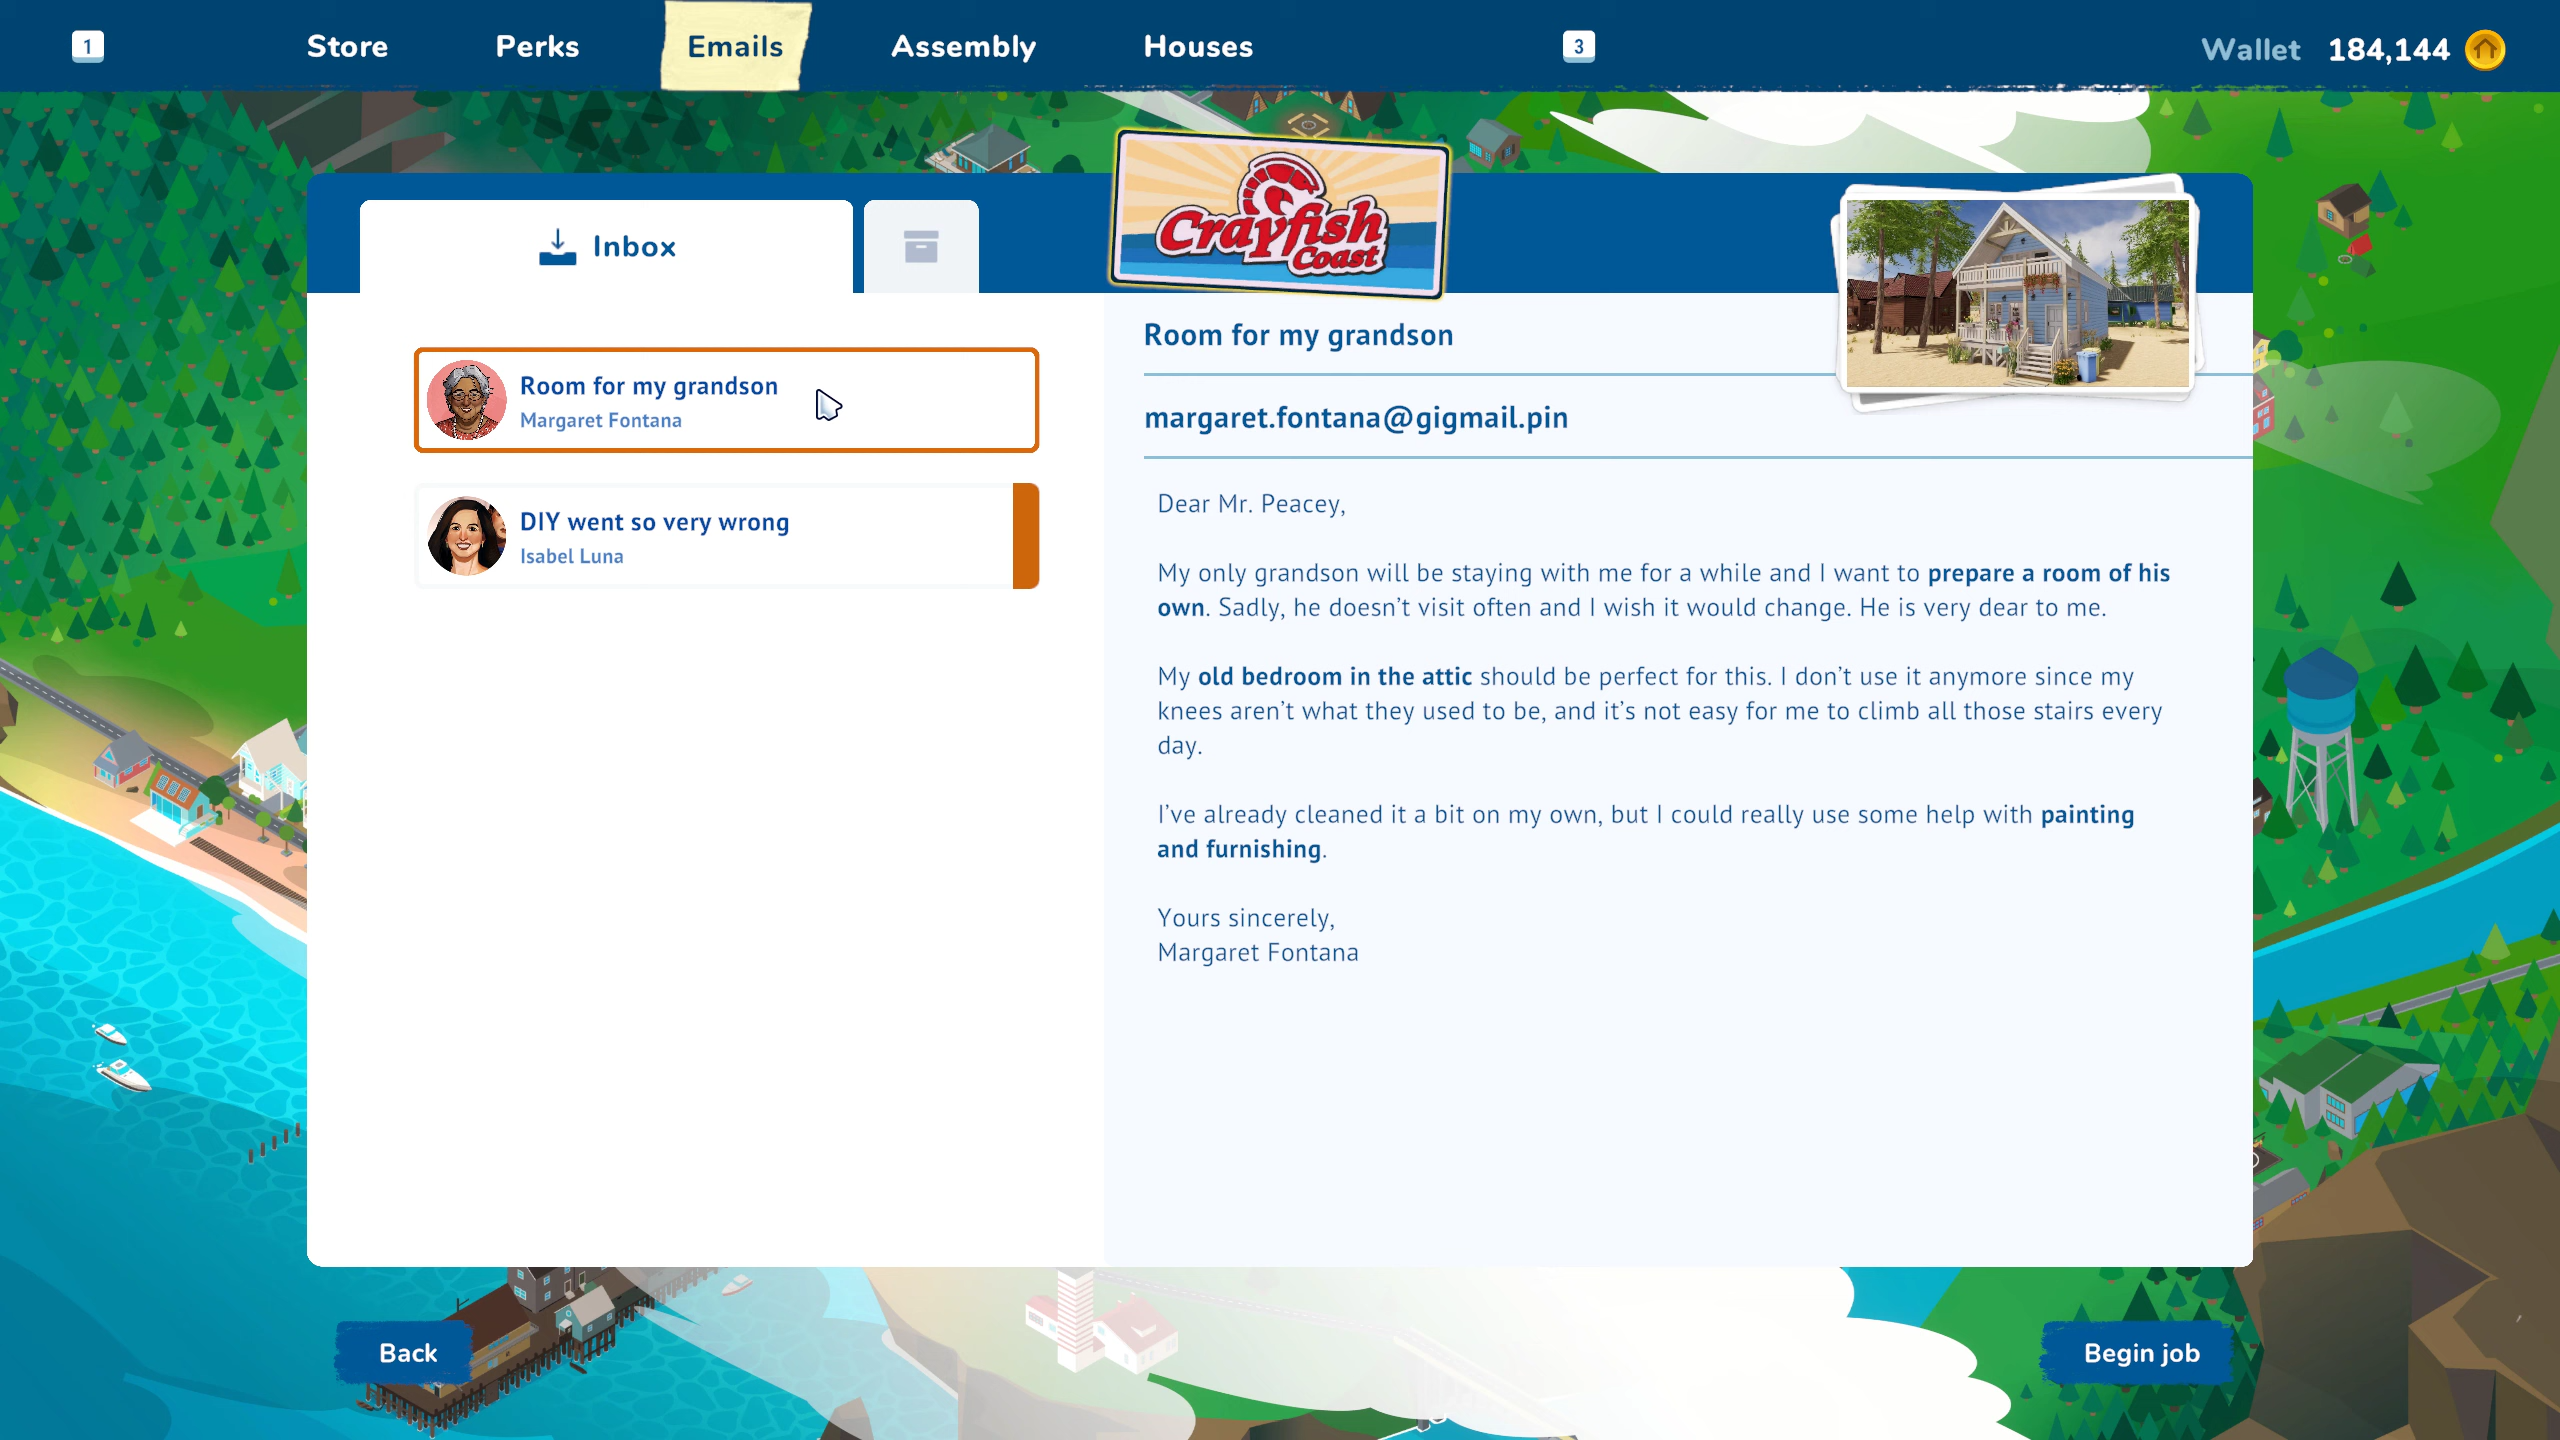 1
Store
Perks
Emails
Assembly
Houses
3
Wallet
184,144
Inbox
Crayfish
Coast
Room for my grandson
Margaret Fontana
DIY went so very wrong
Isabel Luna
Room for my grandson
margaret.fontana@gigmail.pin
Dear Mr. Peacey,
My only grandson will be staying with me for a while and I want to prepare a room of his
own. Sadly, he doesn't visit often and I wish it would change. He is very dear to me.
My old bedroom in the attic should be perfect for this. I don't use it anymore since my
knees aren't what they used to be, and it's not easy for me to climb all those stairs every
day.
I've already cleaned it a bit on my own, but I could really use some help with painting
and furnishing.
Yours sincerely,
Margaret Fontana
Back
Begin job